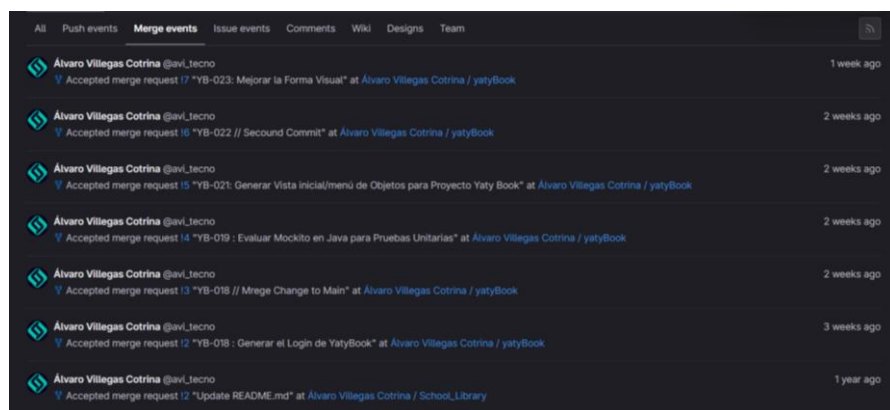 All Push events Merge events Issue events Comments Wiki Designs Team
Álvaro Villegas Cotrina @avi_tecno 1 week ago
Accepted merge request !7 "YB-023: Mejorar la Forma Visual" at Álvaro Villegas Cotrina / yatyBook
Álvaro Villegas Cotrina @avi_tecno 2 weeks ago
Accepted merge request !6 "YB-022 // Secound Commit" at Álvaro Villegas Cotrina / yatyBook
Álvaro Villegas Cotrina @avi_tecno 2 weeks ago
Accepted merge request !5 "YB-021: Generar Vista inicial/menú de Objetos para Proyecto Yaty Book" at Álvaro Villegas Cotrina / yatyBook
Álvaro Villegas Cotrina @avi_tecno 2 weeks ago
Accepted merge request !4 "YB-019 : Evaluar Mockito en Java para Pruebas Unitarias" at Álvaro Villegas Cotrina / yatyBook
Álvaro Villegas Cotrina @avi_tecno 2 weeks ago
Accepted merge request !3 "YB-018 // Mrege Change to Main" at Álvaro Villegas Cotrina / yatyBook
Álvaro Villegas Cotrina @avi_tecno 3 weeks ago
Accepted merge request !2 "YB-018 : Generar el Login de YatyBook" at Álvaro Villegas Cotrina / yatyBook
Álvaro Villegas Cotrina @avi_tecno 1 year ago
Accepted merge request !2 "Update README.md" at Álvaro Villegas Cotrina / School_Library